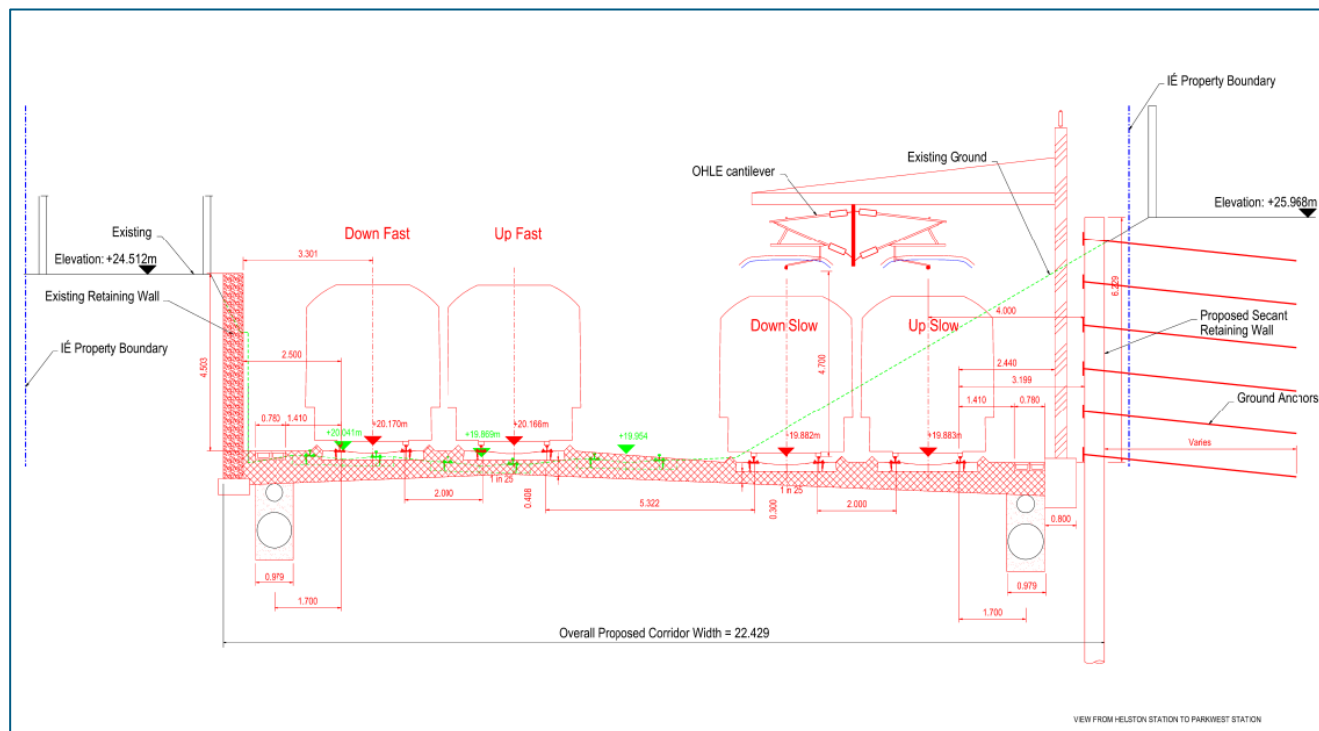 IÉ Property Boundary
Existing Ground
OHLE cantilever
Elevation: +25.968m
Existing
Down Fast
Up Fast
Elevation: +24.512m
3.301
Existing Retaining Wall
6.229
4.000
Proposed Secant
Retaining Wall
Down Slow
Up Slow
IÉ Property Boundary
2.500
4.503
4.700
2.440
3.199
0.780
1.410
1.410
0.780
Ground Anchors
+20.041m
+20.170m
+19.869m
+20.166m
+19.954
+19.882m
+19.883m
Varies
1 in 25
1 in 25
2.000
0.408
5.322
0.300
2.000
0.800
0.979
0.979
1.700
1.700
Overall Proposed Corridor Width = 22.429
VIEW FROM HELSTON STATION TO PARKWEST STATION